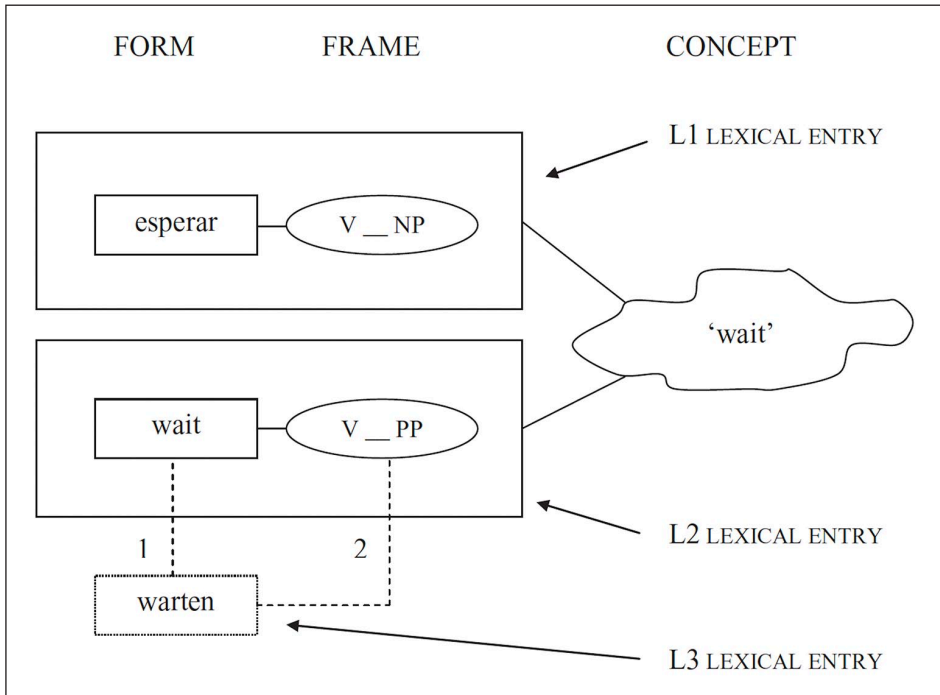 FORM FRAME CONCEPT
L1 LEXICAL ENTRY
esperar V __ NP
‘wait’
wait V __ PP
L2 LEXICAL ENTRY
1 2
warten
L3 LEXICAL ENTRY